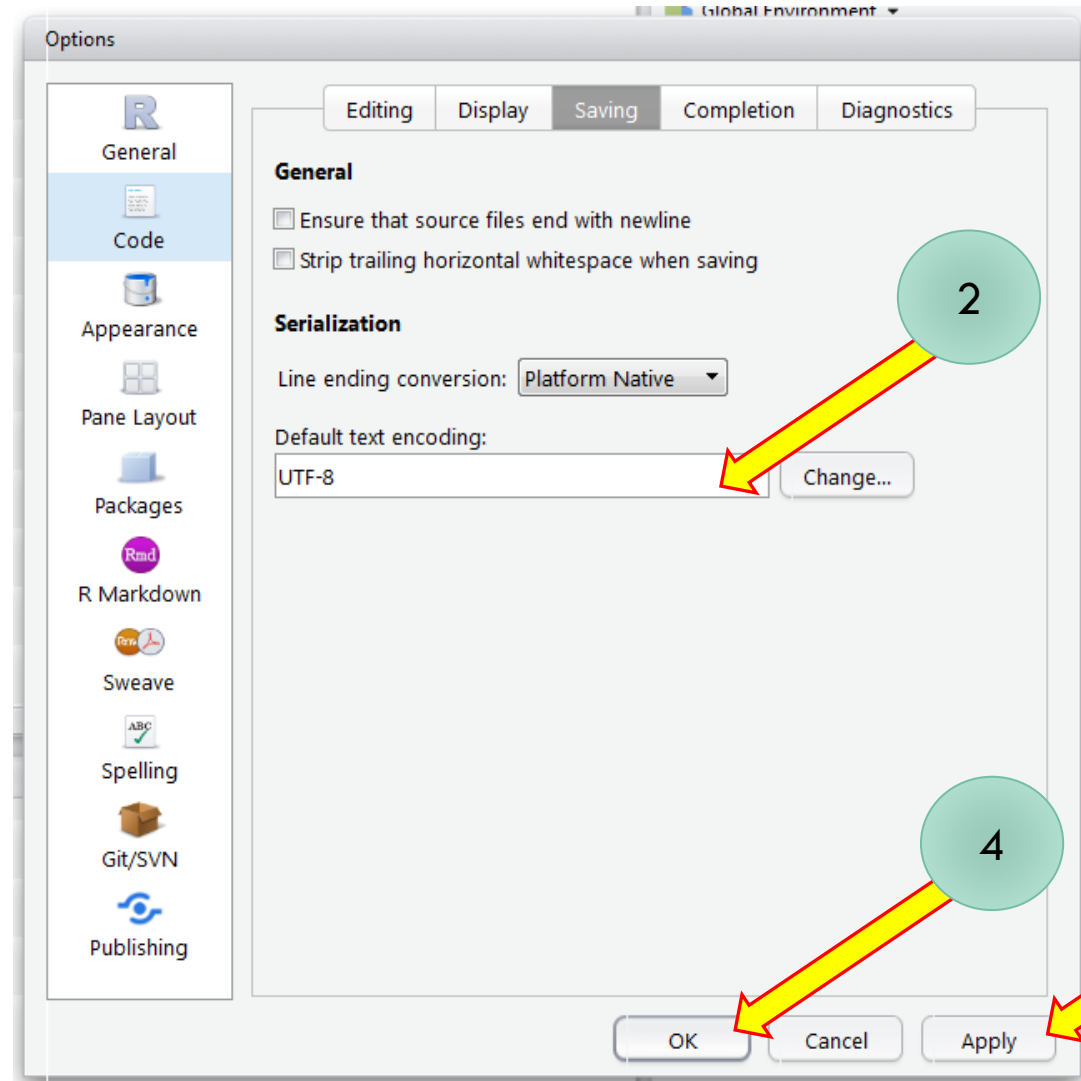 Global Environment
Options
General
Code
Appearance
Pane Layout
Packages
Rmd
R Markdown
Sweave
ABC
Spelling
Git/SVN
Publishing
Editing Display Saving Completion Diagnostics
General
Ensure that source files end with newline
Strip trailing horizontal whitespace when saving
2
Serialization
Line ending conversion: Platform Native
Default text encoding:
UTF-8 Change...
4
OK Cancel Apply